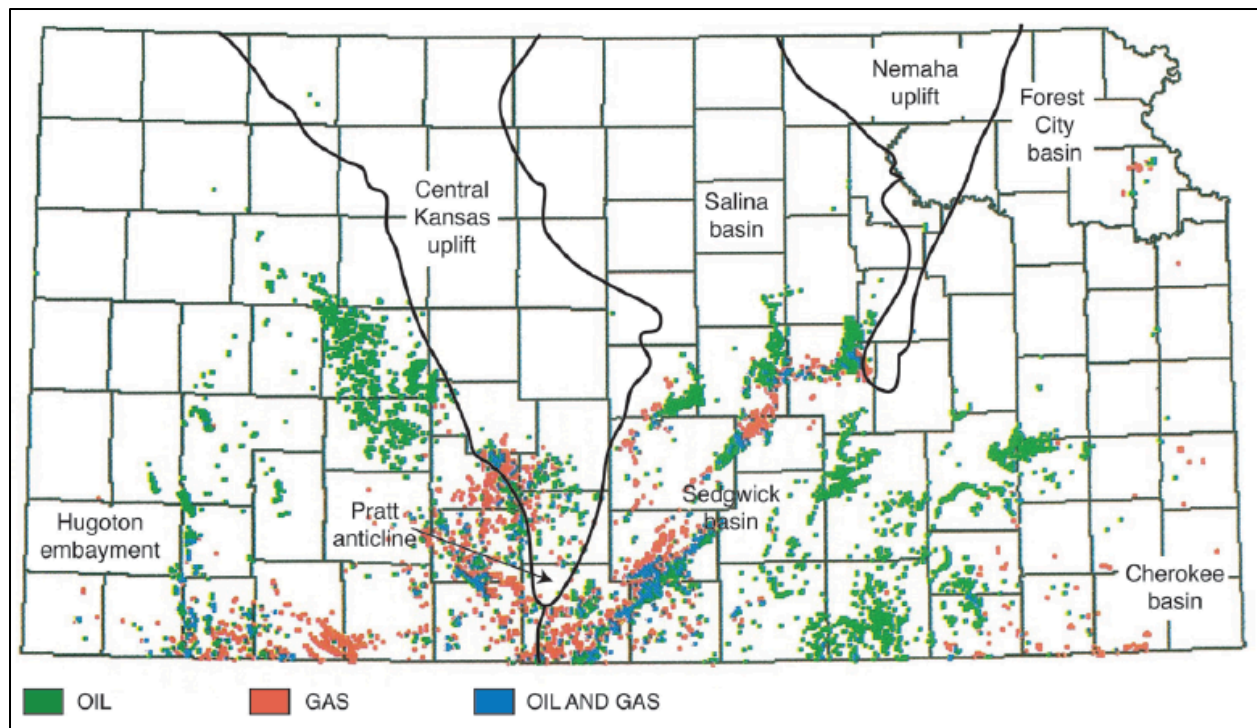 Nemaha
uplift
Forest
City
basin
Central
Kansas
uplift
Salina
basin
Sedgwick
basin
Pratt
anticline
Hugoton
embayment
Cherokee
basin
OIL
GAS
OIL AND GAS